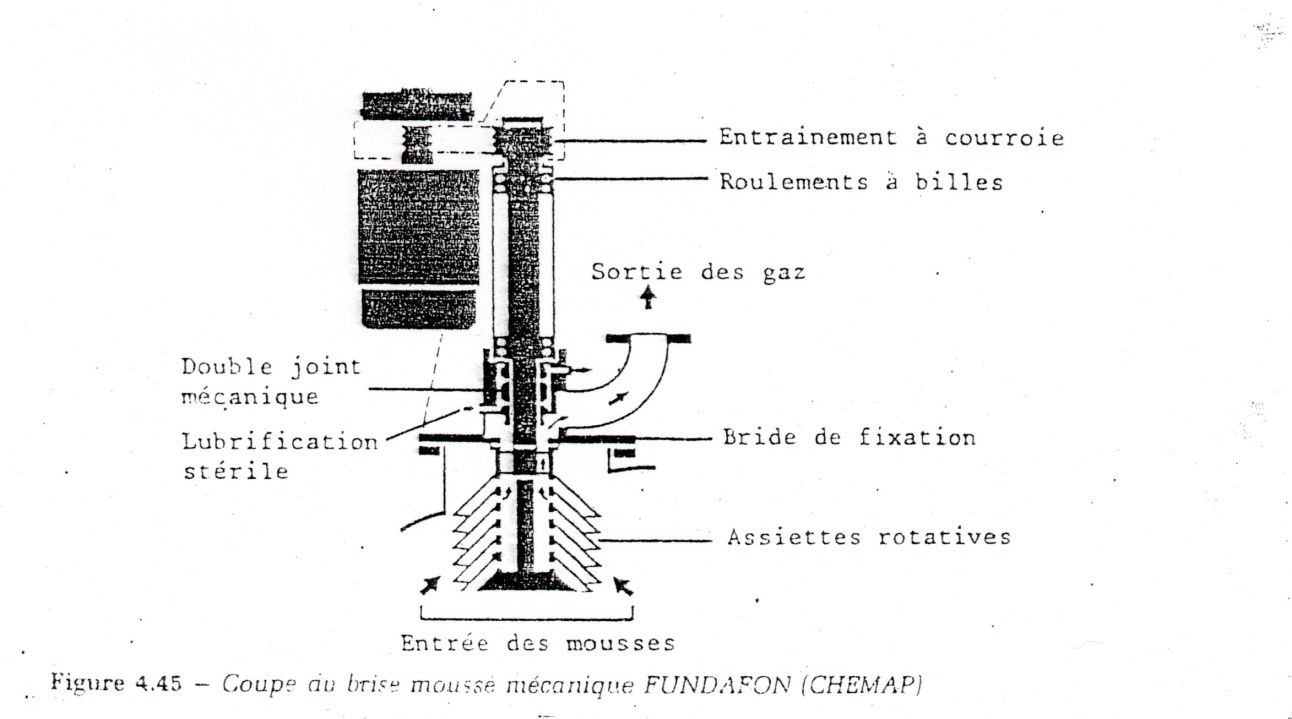 Entrainement à courroie
Roulements à billes
Sortie des gaz
Double joint
mécanique
Lubrification
stérile
Bride de fixation
Assiettes rotatives
Entrée des mousses
Figure 4.45 – Coupe du brise mousse mécanique FUNDAFON (CHEMAP)